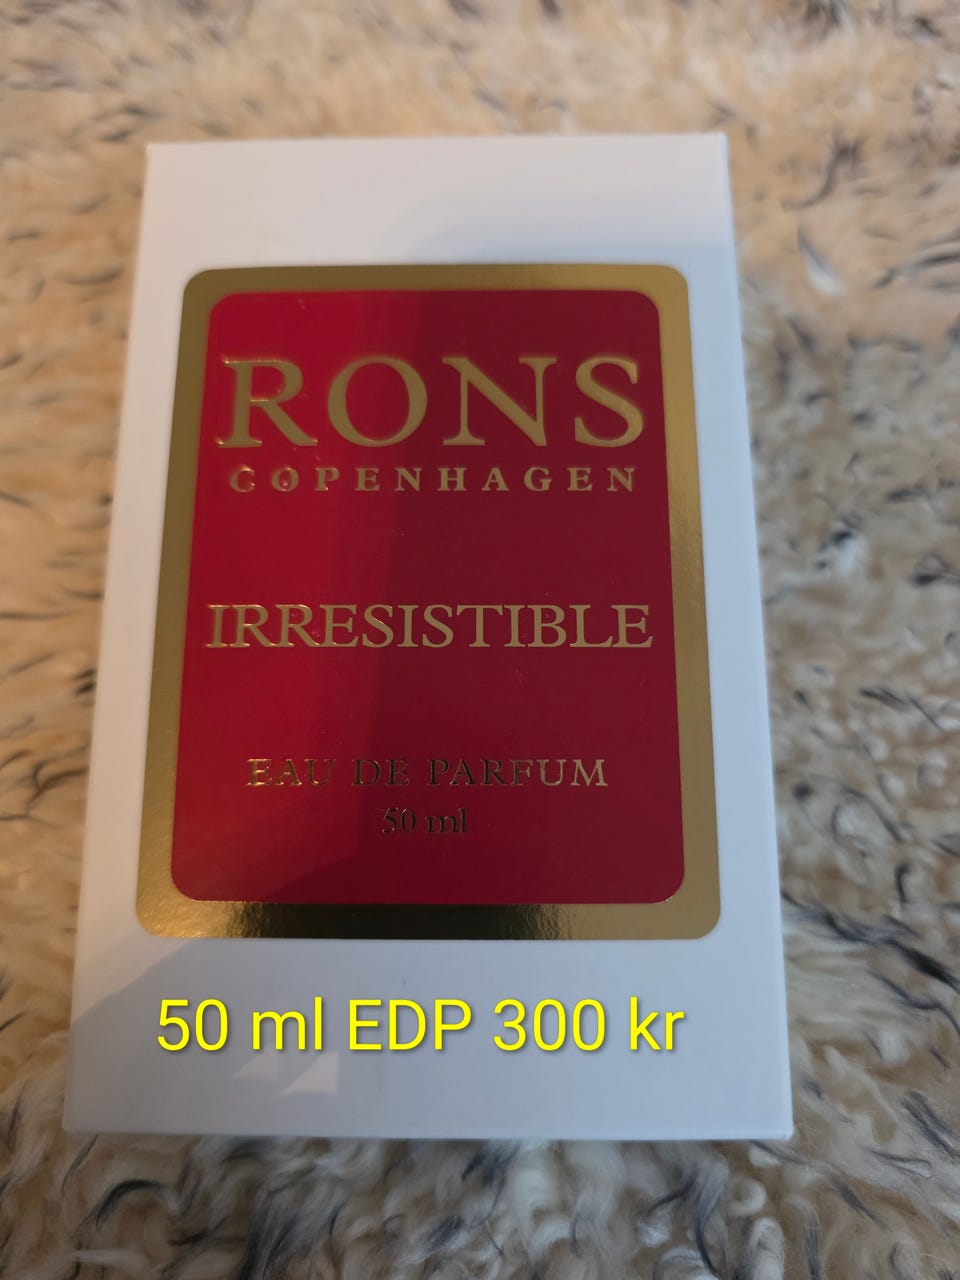 RONS
COPENHAGEN
IRRESISTIBLE
EAU DE PARFUM
50 ml
50 ml EDP 300 kr